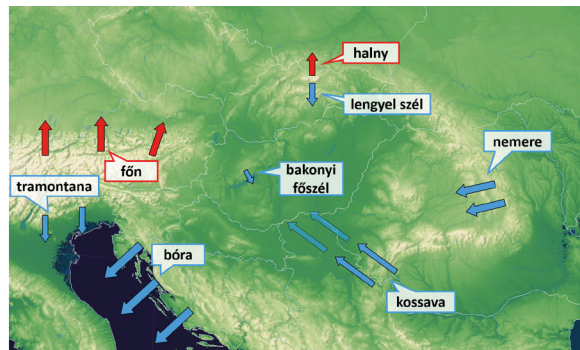 halny
lengyel szél
nemere
bakonyi
főszél
főn
tramontana
bóra
kossava